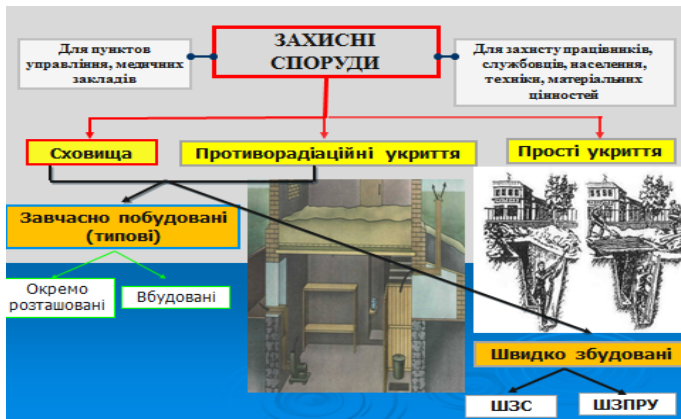 ЗАХИСНІ
СПОРУДИ
Для пунктов
управління, медичних
закладів
Для захисту працівників,
службовців, населення,
техніки, матеріальних
цінностей
Сховища
Противорадіаційні укриття
Прості укриття
Завчасно побудовані
(типові)
Окремо
розташовані
Вбудовані
Швидко збудовані
ШЗС
ШЗПРУ